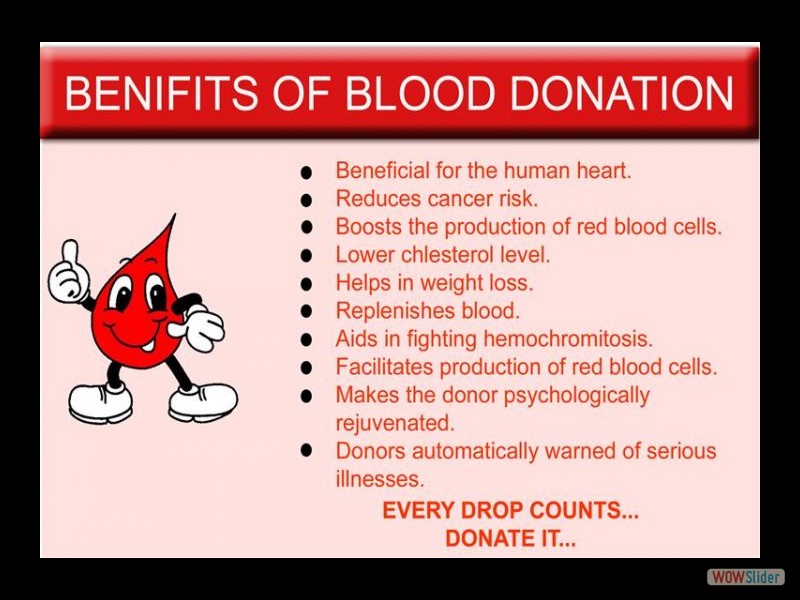 BENIFITS OF BLOOD DONATION
Beneficial for the human heart.
Reduces cancer risk.
Boosts the production of red blood cells.
Lower chlesterol level.
Helps in weight loss.
Replenishes blood.
Aids in fighting hemochromitosis.
Facilitates production of red blood cells.
Makes the donor psychologically
rejuvenated.
Donors automatically warned of serious
illnesses.
EVERY DROP COUNTS...
DONATE IT...
WOWSlider